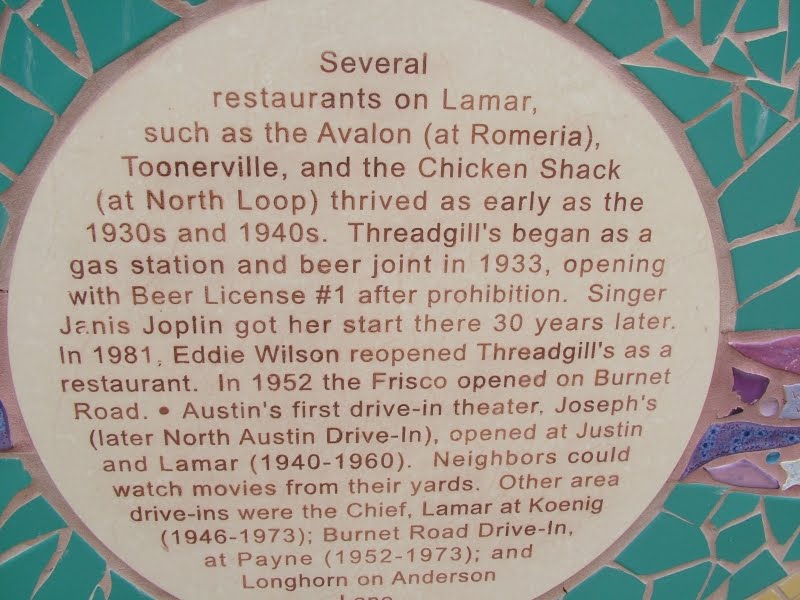 Several
restaurants on Lamar,
such as the Avalon (at Romeria),
Toonerville, and the Chicken Shack
(at North Loop) thrived as early as the
1930s and 1940s. Threadgill's began as a
gas station and beer joint in 1933, opening
with Beer License #1 after prohibition. Singer
Janis Joplin got her start there 30 years later.
In 1981, Eddie Wilson reopened Threadgill's as a
restaurant. In 1952 the Frisco opened on Burnet
Road. • Austin's first drive-in theater, Joseph's
(later North Austin Drive-In), opened at Justin
and Lamar (1940-1960). Neighbors could
watch movies from their yards. Other area
drive-ins were the Chief, Lamar at Koenig
(1946-1973); Burnet Road Drive-In,
at Payne (1952-1973); and
Longhorn on Anderson
Lane